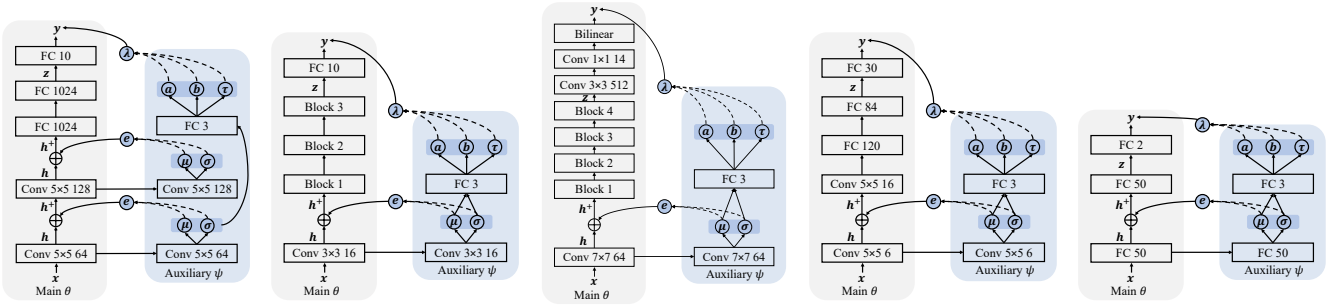 y
FC 10
λ
z
a b τ
FC 1024
FC 1024
FC 3
h⁺
e
μ σ
h
Conv 5×5 128
Conv 5×5 128
h⁺
e
μ σ
h
Conv 5×5 64
Conv 5×5 64
x
Auxiliary ψ
Main θ
y
FC 10
z
λ
Block 3
a b τ
Block 2
Block 1
FC 3
h⁺
e
μ σ
h
Conv 3×3 16
Conv 3×3 16
x
Auxiliary ψ
Main θ
y
Bilinear
Conv 1×1 14
λ
Conv 3×3 512
z
Block 4
a b τ
Block 3
Block 2
FC 3
Block 1
h⁺
e
μ σ
h
Conv 7×7 64
Conv 7×7 64
x
Auxiliary ψ
Main θ
y
FC 30
z
λ
FC 84
a b τ
FC 120
Conv 5×5 16
FC 3
h⁺
e
μ σ
h
Conv 5×5 6
Conv 5×5 6
x
Auxiliary ψ
Main θ
y
λ
FC 2
a b τ
z
FC 50
FC 3
h⁺
e
μ σ
h
FC 50
FC 50
x
Auxiliary ψ
Main θ